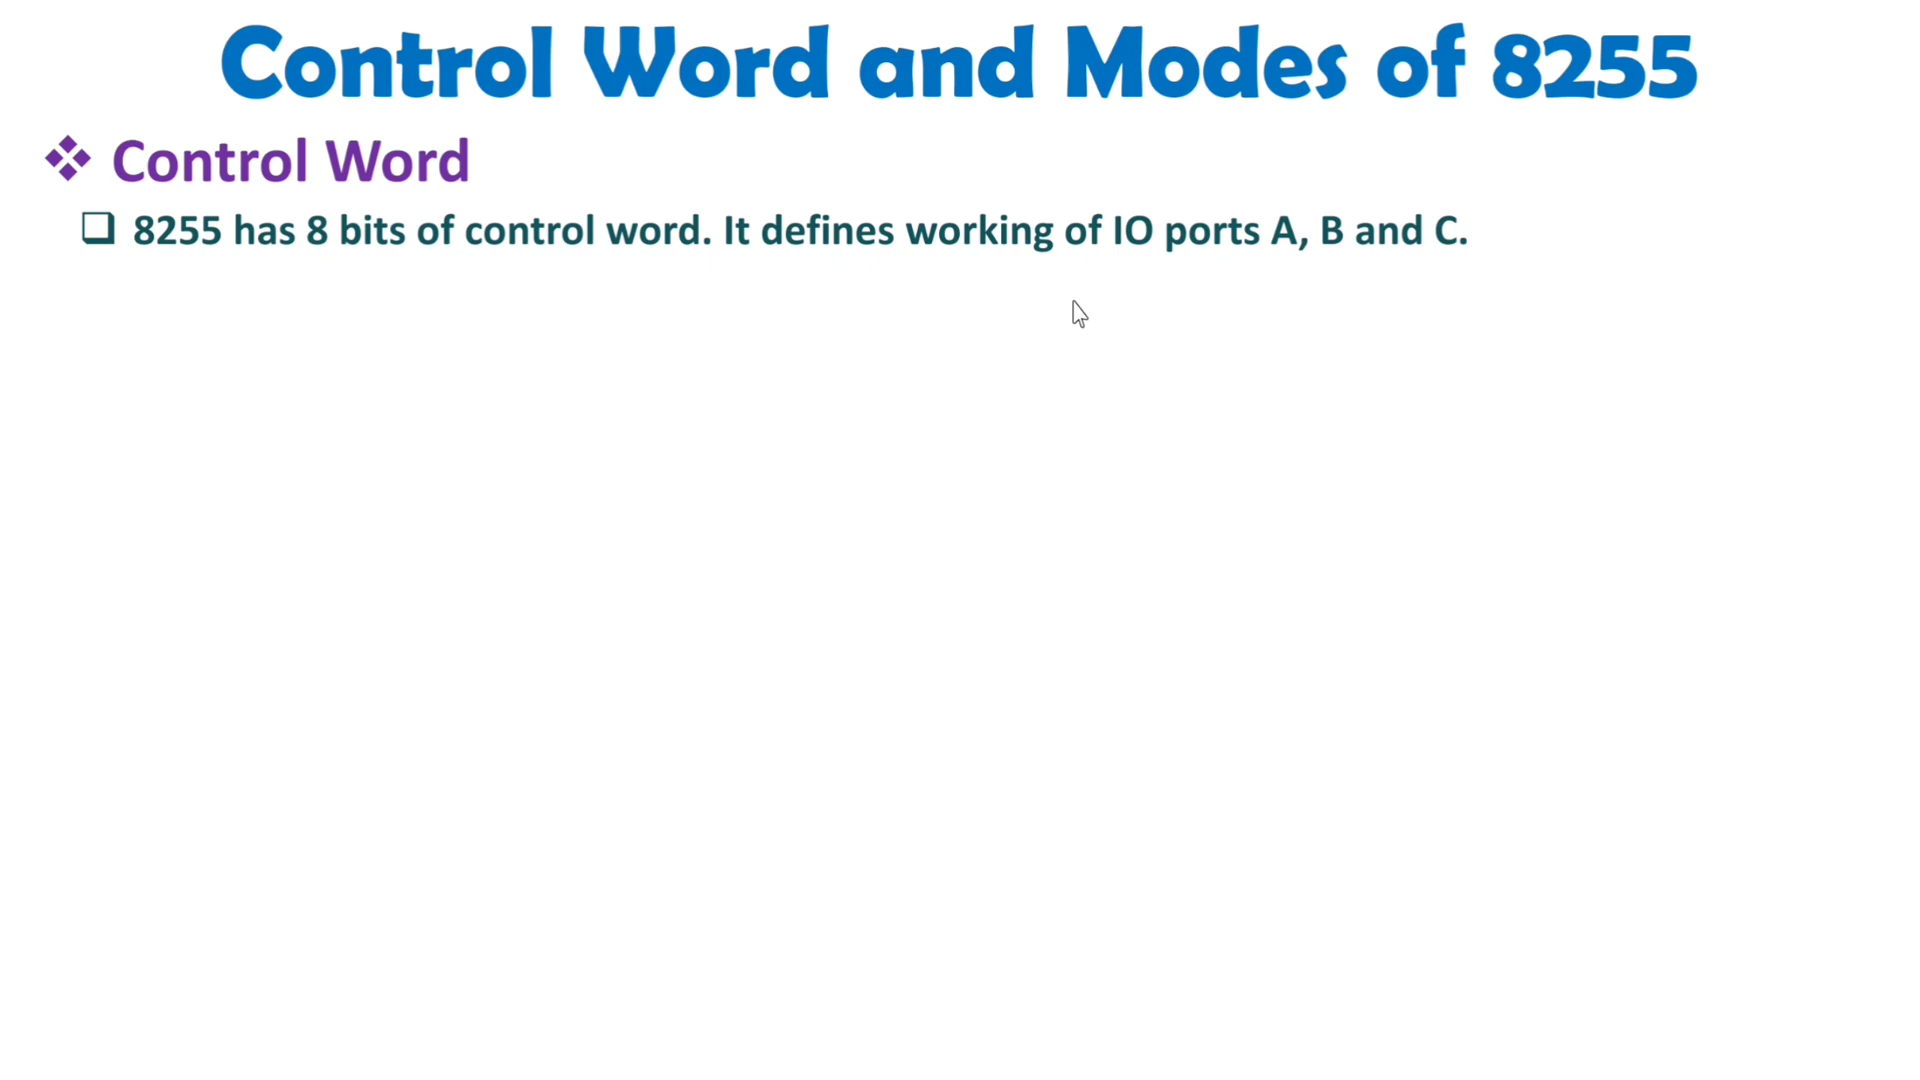 Control Word and Modes of 8255
Control Word
8255 has 8 bits of control word. It defines working of IO ports A, B and C.